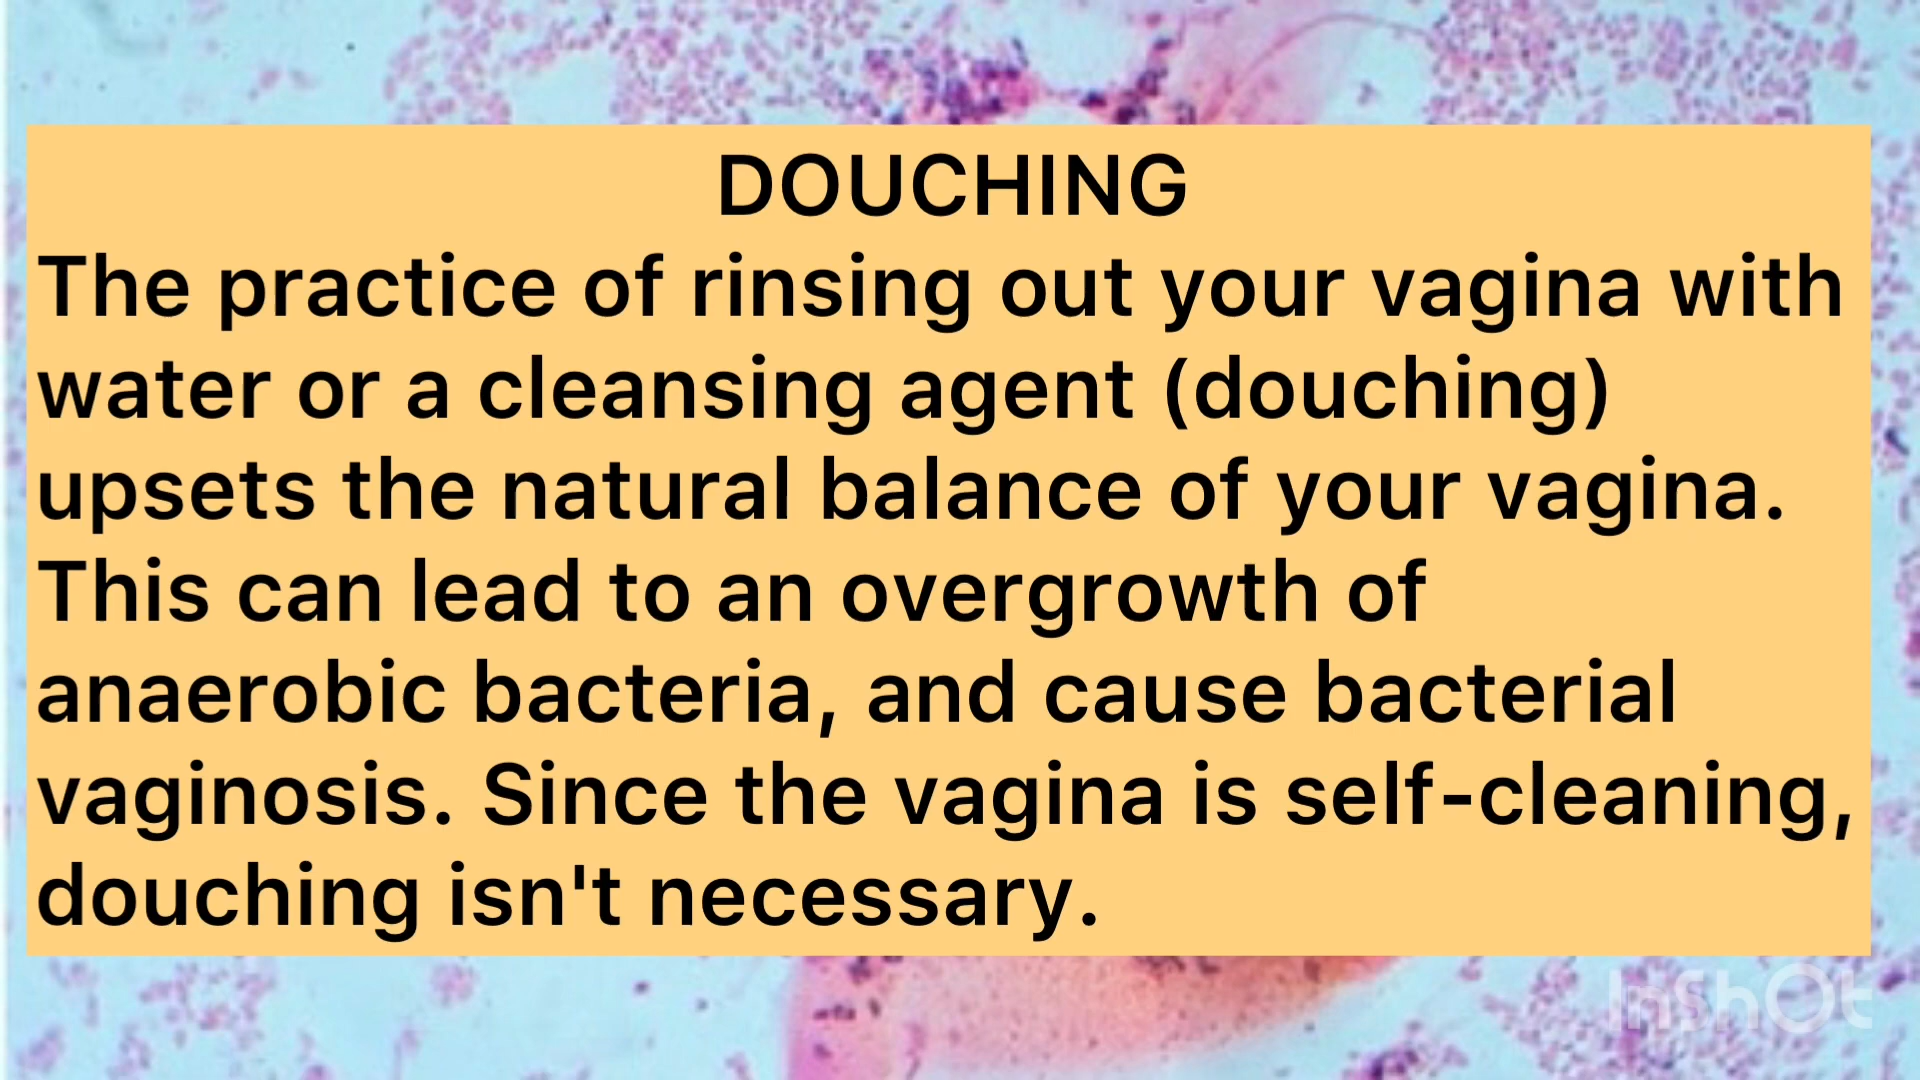 DOUCHING
The practice of rinsing out your vagina with
water or a cleansing agent (douching)
upsets the natural balance of your vagina.
This can lead to an overgrowth of
anaerobic bacteria, and cause bacterial
vaginosis. Since the vagina is self-cleaning,
douching isn't necessary.
InShOt